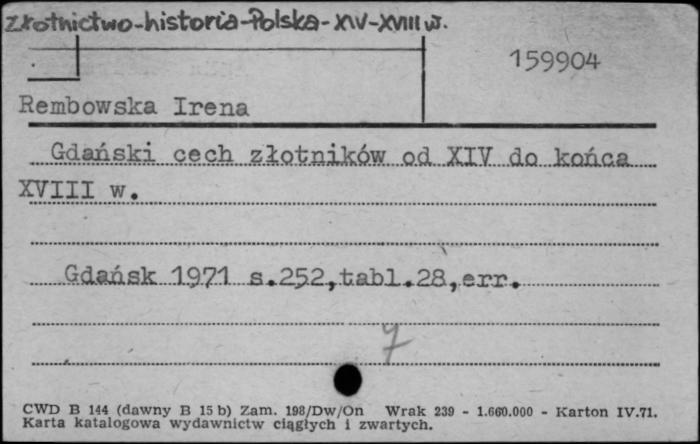 złotnictwo-historia-Polska-XIV-XVIII w.
159904
Rembowska Irena
Gdański cech złotników od XIV do końca
XVIII w.
Gdańsk 1971 s.252,tabl.28,err.
7
CWD B 144 (dawny B 15 b) Zam. 198/Dw/On Wrak 239 - 1.660.000 - Karton IV.71.
Karta katalogowa wydawnictw ciągłych i zwartych.